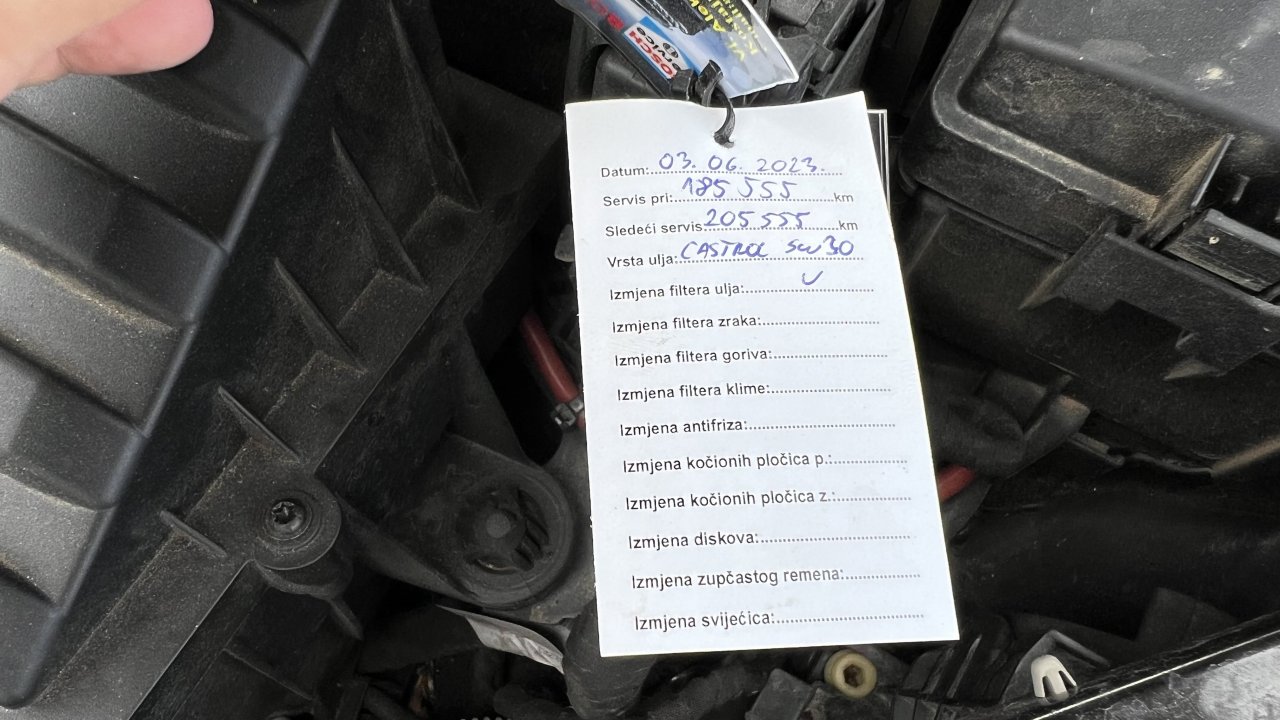 BOSCH
Service
Datum: 03. 06. 2023.
Servis pri: 185 555 km
Sledeći servis 205 555 km
Vrsta ulja: CASTROL 5w30
Izmjena filtera ulja: ✓
Izmjena filtera zraka:
Izmjena filtera goriva:
Izmjena filtera klime:
Izmjena antifriza:
Izmjena kočionih pločica p.:
Izmjena kočionih pločica z.:
Izmjena diskova:
Izmjena zupčastog remena:
Izmjena sviječica: